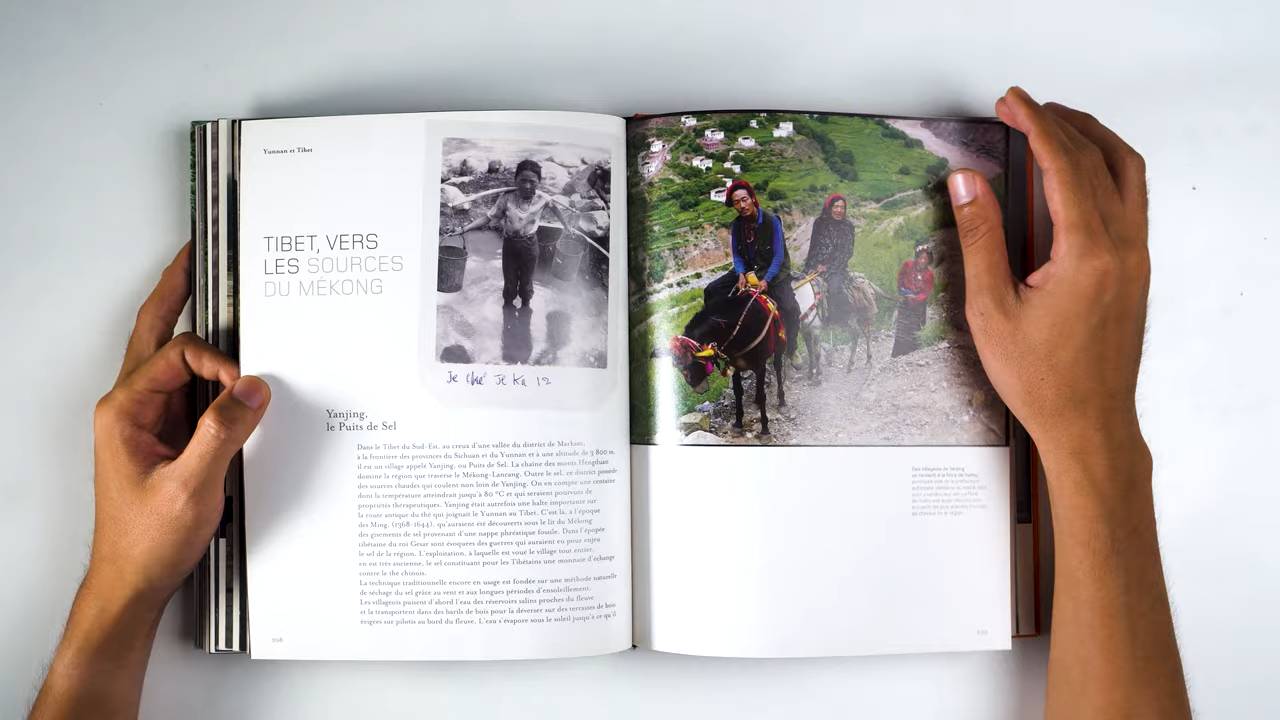 Yunnan et Tibet
TIBET, VERS
LES SOURCES
DU MÉKONG
Je Ka 12
Yanjing,
le Puits de Sel
Dans le Tibet du Sud-Est, au creux d'une vallée du district de Markam,
à la frontière des provinces du Sichuan et du Yunnan et à une altitude de 3 800 m,
il est un village appelé Yanjing, ou Puits de Sel. La chaîne des monts Hengduan
domine la région que traverse le Mékong-Lancang. Outre le sel, ce district possède
des sources chaudes qui coulent non loin de Yanjing. On en compte une centaine
dont la température atteindrait jusqu'à 80 °C et qui seraient pourvues de
propriétés thérapeutiques. Yanjing était autrefois une halte importante sur
la route antique du thé qui joignait le Yunnan au Tibet. C'est là, à l'époque
des Ming, (1368-1644), qu'auraient été découverts sous le lit du Mékong
des gisements de sel provenant d'une nappe phréatique fossile. Dans l'épopée
tibétaine du roi Gesar sont évoquées des guerres qui auraient eu pour enjeu
le sel de la région. L'exploitation, à laquelle est voué le village tout entier,
en est très ancienne, le sel constituant pour les Tibétains une monnaie d'échange
contre le thé chinois.
La technique traditionnelle encore en usage est fondée sur une méthode naturelle
de séchage du sel grâce au vent et aux longues périodes d'ensoleillement.
Les villageois puisent d'abord l'eau des réservoirs salins proches du fleuve
et la transportent dans des barils de bois pour la déverser sur des terrasses de bois
érigées sur pilotis au bord du fleuve. L'eau s'évapore sous le soleil jusqu'à ce qu'il
Des villageois de Yanjing